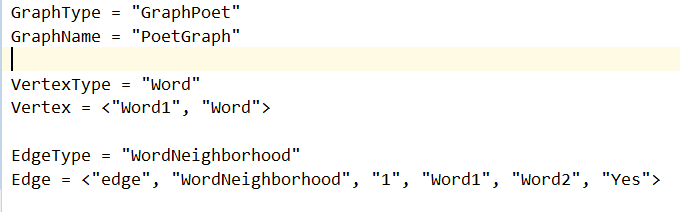 GraphType = "GraphPoet"
GraphName = "PoetGraph"
VertexType = "Word"
Vertex = <"Word1", "Word">
EdgeType = "WordNeighborhood"
Edge = <"edge", "WordNeighborhood", "1", "Word1", "Word2", "Yes">